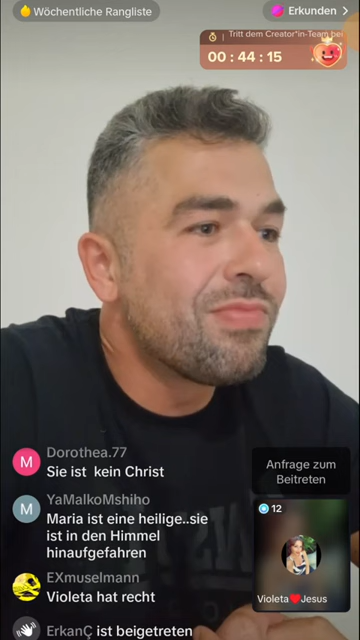 Wöchentliche Rangliste
Erkunden
Tritt dem Creator*in-Team bei
00 : 44 : 15
Dorothea.77
M
Sie ist kein Christ
Anfrage zum
Beitreten
YaMalkoMshiho
M
Maria ist eine heilige..sie
ist in den Himmel
hinaufgefahren
12
EXmuselmann
Violeta hat recht
Violeta❤️Jesus
ErkanÇ ist beigetreten